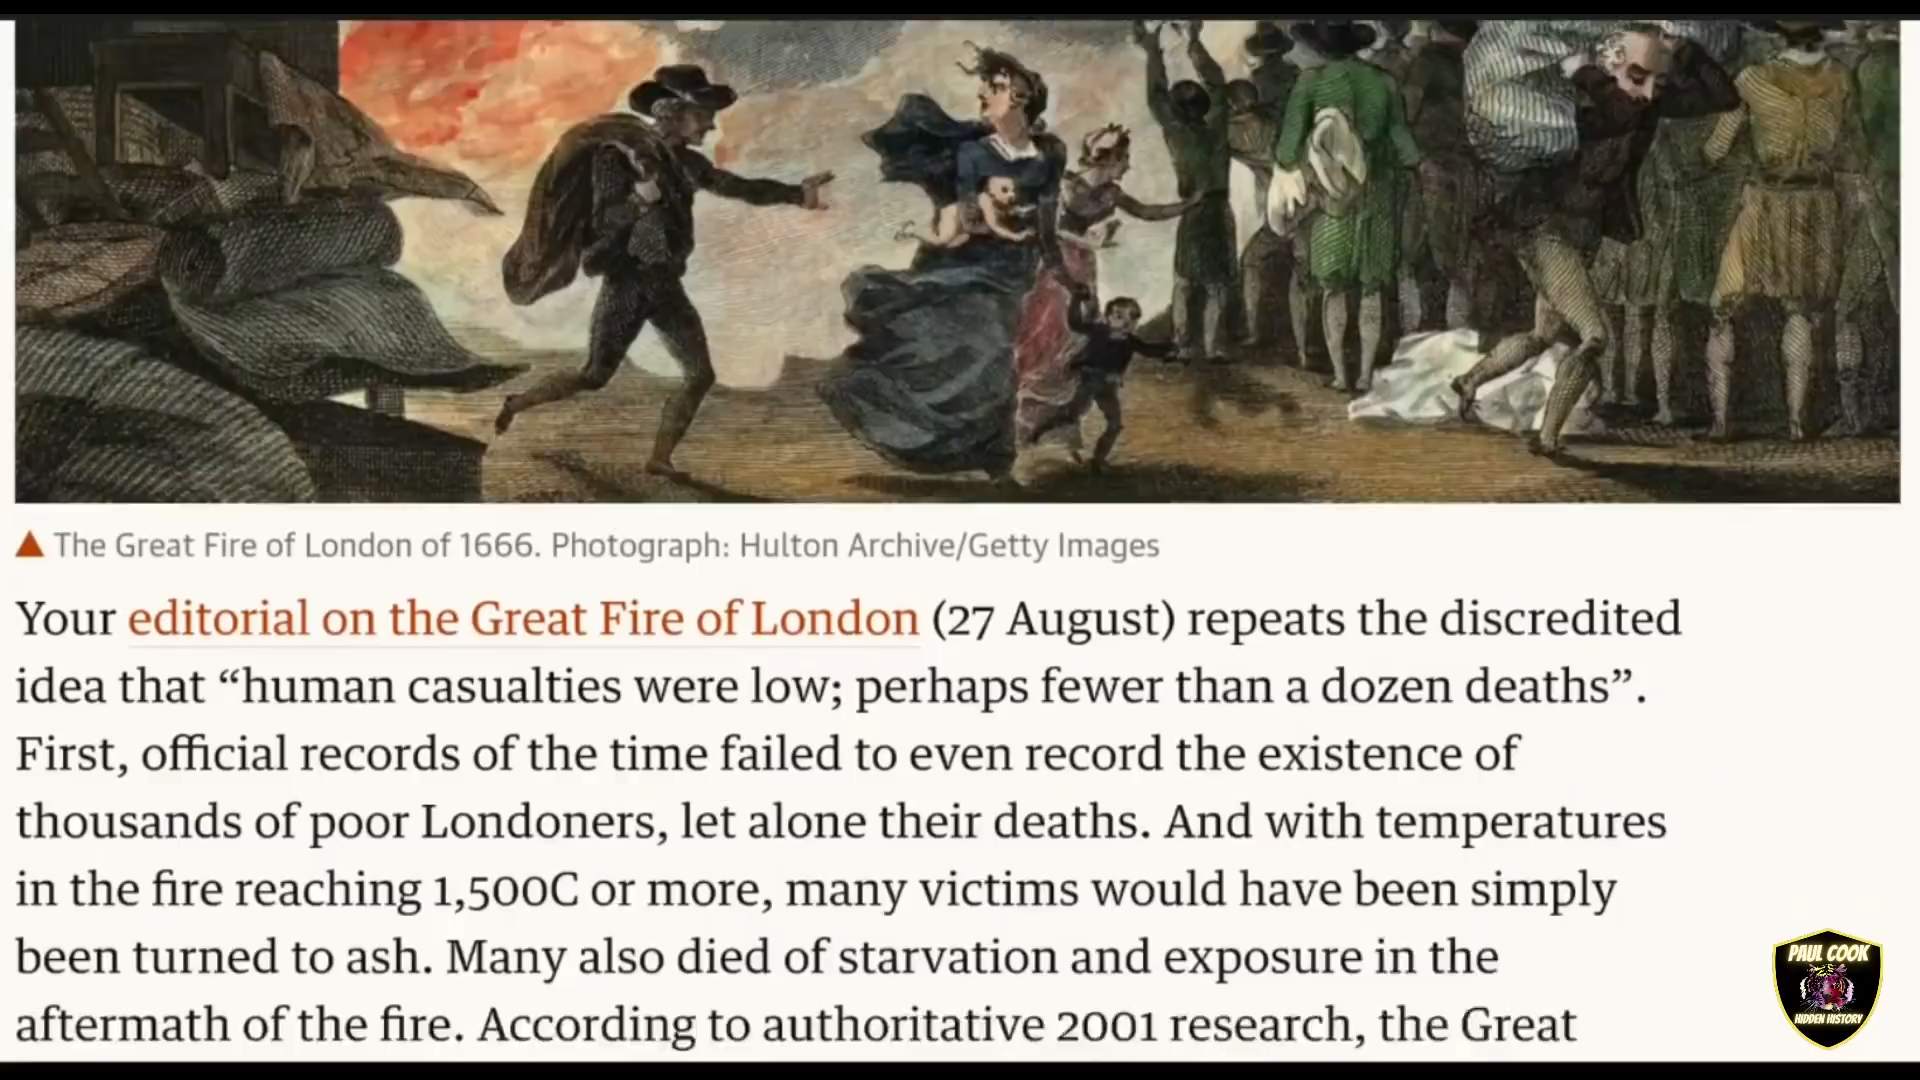 The Great Fire of London of 1666. Photograph: Hulton Archive/Getty Images
Your editorial on the Great Fire of London (27 August) repeats the discredited
idea that “human casualties were low; perhaps fewer than a dozen deaths”.
First, official records of the time failed to even record the existence of
thousands of poor Londoners, let alone their deaths. And with temperatures
in the fire reaching 1,500C or more, many victims would have been simply
been turned to ash. Many also died of starvation and exposure in the
aftermath of the fire. According to authoritative 2001 research, the Great
PAUL COOK
HIDDEN HISTORY